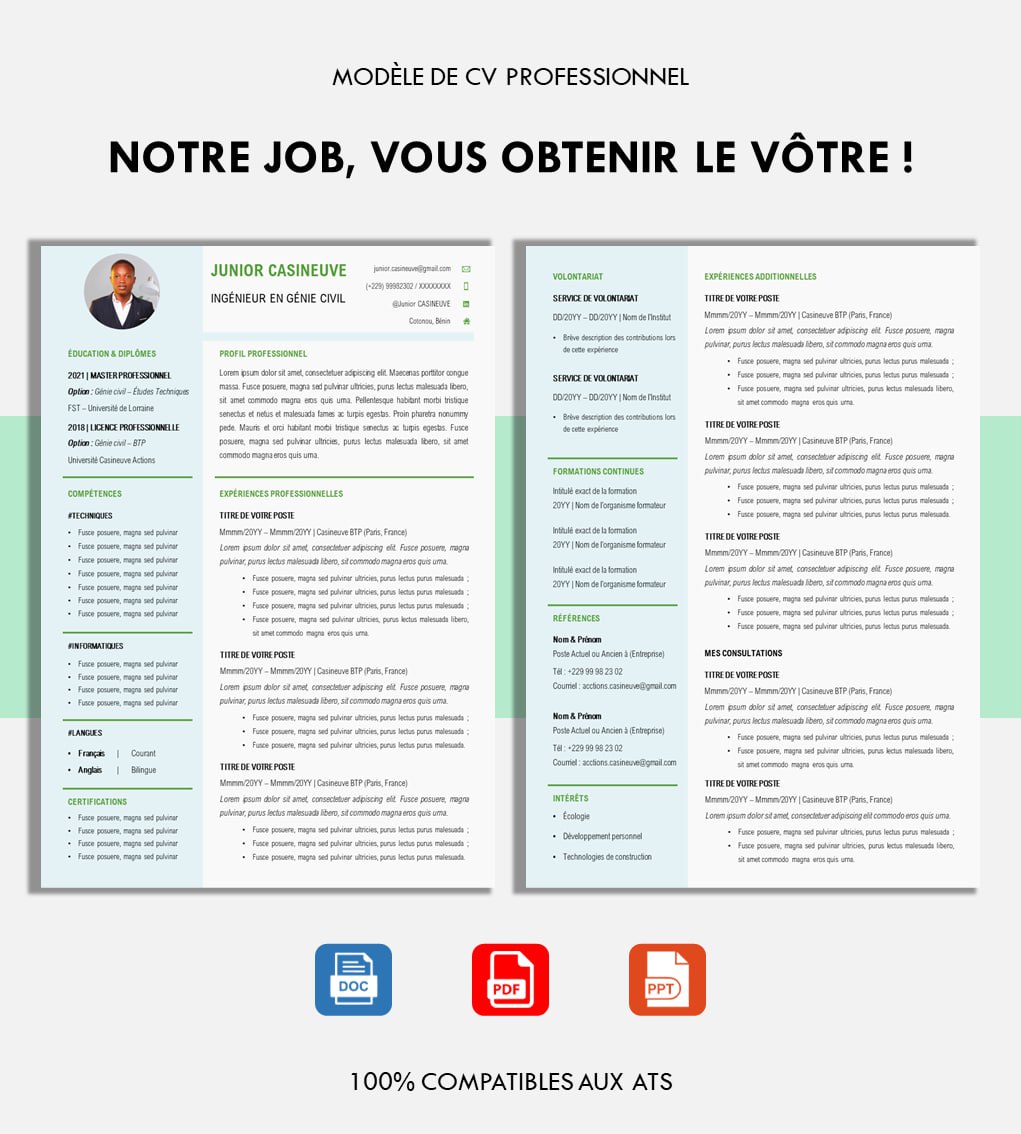 MODÈLE DE CV PROFESSIONNEL
NOTRE JOB, VOUS OBTENIR LE VÔTRE !
JUNIOR CASINEUVE
INGÉNIEUR EN GÉNIE CIVIL
junior.casineuve@gmail.com
(+229) 99982302 / XXXXXXXX
@Junior CASINEUVE
Cotonou, Bénin
ÉDUCATION & DIPLÔMES
2021 | MASTER PROFESSIONNEL
Option : Génie civil – Études Techniques
FST – Université de Lorraine
2018 | LICENCE PROFESSIONNELLE
Option : Génie civil – BTP
Université Casineuve Actions
COMPÉTENCES
#TECHNIQUES
• Fusce posuere, magna sed pulvinar
• Fusce posuere, magna sed pulvinar
• Fusce posuere, magna sed pulvinar
• Fusce posuere, magna sed pulvinar
• Fusce posuere, magna sed pulvinar
• Fusce posuere, magna sed pulvinar
• Fusce posuere, magna sed pulvinar
#INFORMATIQUES
• Fusce posuere, magna sed pulvinar
• Fusce posuere, magna sed pulvinar
• Fusce posuere, magna sed pulvinar
• Fusce posuere, magna sed pulvinar
#LANGUES
• Français | Courant
• Anglais | Bilingue
CERTIFICATIONS
• Fusce posuere, magna sed pulvinar
• Fusce posuere, magna sed pulvinar
• Fusce posuere, magna sed pulvinar
• Fusce posuere, magna sed pulvinar
PROFIL PROFESSIONNEL
Lorem ipsum dolor sit amet, consectetuer adipiscing elit. Maecenas porttitor congue
massa. Fusce posuere, magna sed pulvinar ultricies, purus lectus malesuada libero,
sit amet commodo magna eros quis urna. Pellentesque habitant morbi tristique
senectus et netus et malesuada fames ac turpis egestas. Proin pharetra nonummy
pede. Mauris et orci habitant morbi tristique senectus ac turpis egestas. Fusce
posuere, magna sed pulvinar ultricies, purus lectus malesuada libero, sit amet
commodo magna eros quis urna.
EXPÉRIENCES PROFESSIONNELLES
TITRE DE VOTRE POSTE
Mmmm/20YY – Mmmm/20YY | Casineuve BTP (Paris, France)
Lorem ipsum dolor sit amet, consectetuer adipiscing elit. Fusce posuere, magna
pulvinar, purus lectus malesuada libero, sit commodo magna eros quis urna.
• Fusce posuere, magna sed pulvinar ultricies, purus lectus purus malesuada ;
• Fusce posuere, magna sed pulvinar ultricies, purus lectus purus malesuada ;
• Fusce posuere, magna sed pulvinar ultricies, purus lectus purus malesuada ;
• Fusce posuere, magna sed pulvinar ultricies, purus lectus malesuada libero,
sit amet commodo magna eros quis urna.
TITRE DE VOTRE POSTE
Mmmm/20YY – Mmmm/20YY | Casineuve BTP (Paris, France)
Lorem ipsum dolor sit amet, consectetuer adipiscing elit. Fusce posuere, magna
pulvinar, purus lectus malesuada libero, sit commodo magna eros quis urna.
• Fusce posuere, magna sed pulvinar ultricies, purus lectus purus malesuada ;
• Fusce posuere, magna sed pulvinar ultricies, purus lectus purus malesuada ;
• Fusce posuere, magna sed pulvinar ultricies, purus lectus purus malesuada.
TITRE DE VOTRE POSTE
Mmmm/20YY – Mmmm/20YY | Casineuve BTP (Paris, France)
Lorem ipsum dolor sit amet, consectetuer adipiscing elit. Fusce posuere, magna
pulvinar, purus lectus malesuada libero, sit commodo magna eros quis urna.
• Fusce posuere, magna sed pulvinar ultricies, purus lectus purus malesuada ;
• Fusce posuere, magna sed pulvinar ultricies, purus lectus purus malesuada ;
• Fusce posuere, magna sed pulvinar ultricies, purus lectus purus malesuada.
VOLONTARIAT
SERVICE DE VOLONTARIAT
DD/20YY – DD/20YY | Nom de l'Institut
• Brève description des contributions lors
de cette expérience
SERVICE DE VOLONTARIAT
DD/20YY – DD/20YY | Nom de l'Institut
• Brève description des contributions lors
de cette expérience
FORMATIONS CONTINUES
Intitulé exact de la formation
20YY | Nom de l'organisme formateur
Intitulé exact de la formation
20YY | Nom de l'organisme formateur
Intitulé exact de la formation
20YY | Nom de l'organisme formateur
RÉFÉRENCES
Nom & Prénom
Poste Actuel ou Ancien à (Entreprise)
Tél : +229 99 98 23 02
Courriel : acctions.casineuve@gmail.com
Nom & Prénom
Poste Actuel ou Ancien à (Entreprise)
Tél : +229 99 98 23 02
Courriel : acctions.casineuve@gmail.com
INTÉRÊTS
• Écologie
• Développement personnel
• Technologies de construction
EXPÉRIENCES ADDITIONNELLES
TITRE DE VOTRE POSTE
Mmmm/20YY – Mmmm/20YY | Casineuve BTP (Paris, France)
Lorem ipsum dolor sit amet, consectetuer adipiscing elit. Fusce posuere, magna
pulvinar, purus lectus malesuada libero, sit commodo magna eros quis urna.
• Fusce posuere, magna sed pulvinar ultricies, purus lectus purus malesuada ;
• Fusce posuere, magna sed pulvinar ultricies, purus lectus purus malesuada ;
• Fusce posuere, magna sed pulvinar ultricies, purus lectus malesuada libero,
sit amet commodo magna eros quis urna.
TITRE DE VOTRE POSTE
Mmmm/20YY – Mmmm/20YY | Casineuve BTP (Paris, France)
Lorem ipsum dolor sit amet, consectetuer adipiscing elit. Fusce posuere, magna
pulvinar, purus lectus malesuada libero, sit commodo magna eros quis urna.
• Fusce posuere, magna sed pulvinar ultricies, purus lectus purus malesuada ;
• Fusce posuere, magna sed pulvinar ultricies, purus lectus purus malesuada ;
• Fusce posuere, magna sed pulvinar ultricies, purus lectus purus malesuada.
TITRE DE VOTRE POSTE
Mmmm/20YY – Mmmm/20YY | Casineuve BTP (Paris, France)
Lorem ipsum dolor sit amet, consectetuer adipiscing elit. Fusce posuere, magna
pulvinar, purus lectus malesuada libero, sit commodo magna eros quis urna.
• Fusce posuere, magna sed pulvinar ultricies, purus lectus purus malesuada ;
• Fusce posuere, magna sed pulvinar ultricies, purus lectus purus malesuada ;
• Fusce posuere, magna sed pulvinar ultricies, purus lectus purus malesuada.
MES CONSULTATIONS
TITRE DE VOTRE POSTE
Mmmm/20YY – Mmmm/20YY | Casineuve BTP (Paris, France)
Lorem ipsum dolor sit amet, consectetuer adipiscing elit. Fusce posuere, magna
pulvinar, purus lectus malesuada libero, sit commodo magna eros quis urna.
• Fusce posuere, magna sed pulvinar ultricies, purus lectus purus malesuada ;
• Fusce posuere, magna sed pulvinar ultricies, purus lectus malesuada libero,
sit amet commodo magna eros quis urna.
TITRE DE VOTRE POSTE
Mmmm/20YY – Mmmm/20YY | Casineuve BTP (Paris, France)
Lorem ipsum dolor sit amet, consectetuer adipiscing elit commodo eros quis urna.
• Fusce posuere, magna sed pulvinar ultricies, purus lectus purus malesuada ;
• Fusce posuere, magna sed pulvinar ultricies, purus lectus malesuada libero,
sit amet commodo magna eros quis urna.
DOC
PDF
PPT
100% COMPATIBLES AUX ATS